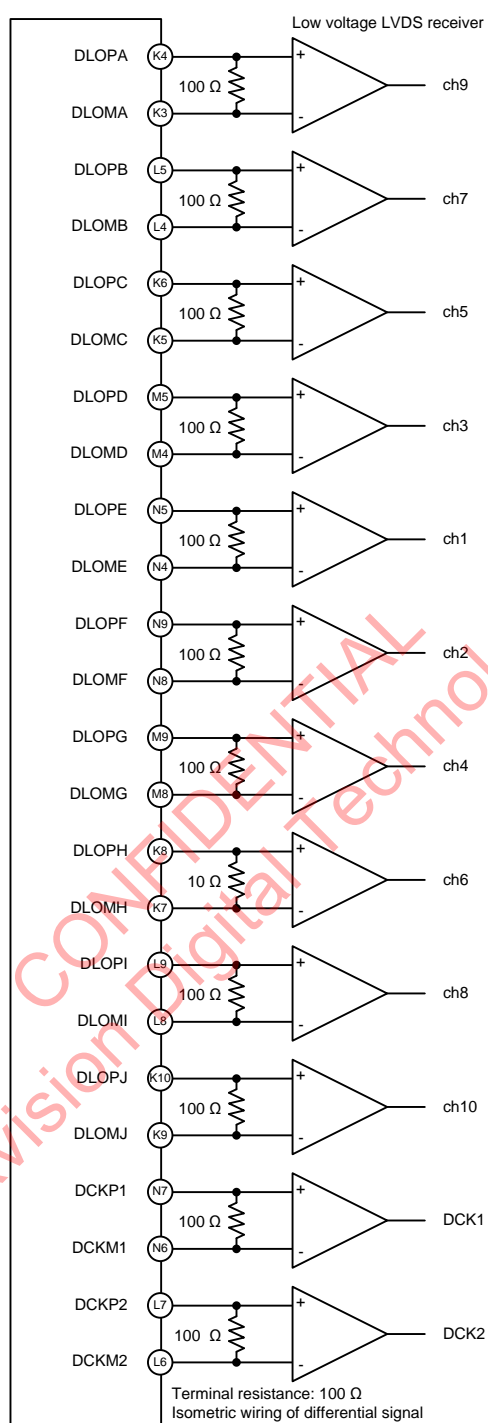 Low voltage LVDS receiver
DLOPA K4 + ch9
100 Ω
DLOMA K3 -
DLOPB L5 + ch7
100 Ω
DLOMB L4 -
DLOPC K6 + ch5
100 Ω
DLOMC K5 -
DLOPD M5 + ch3
100 Ω
DLOMD M4 -
DLOPE N5 + ch1
100 Ω
DLOME N4 -
DLOPF N9 + ch2
100 Ω
DLOMF N8 -
DLOPG M9 + ch4
100 Ω
DLOMG M8 -
DLOPH K8 + ch6
10 Ω
DLOMH K7 -
DLOPI L9 + ch8
100 Ω
DLOMI L8 -
DLOPJ K10 + ch10
100 Ω
DLOMJ K9 -
DCKP1 N7 + DCK1
100 Ω
DCKM1 N6 -
DCKP2 L7 + DCK2
100 Ω
DCKM2 L6 -
Terminal resistance: 100 Ω
Isometric wiring of differential signal
CONFIDENTIAL
Digital